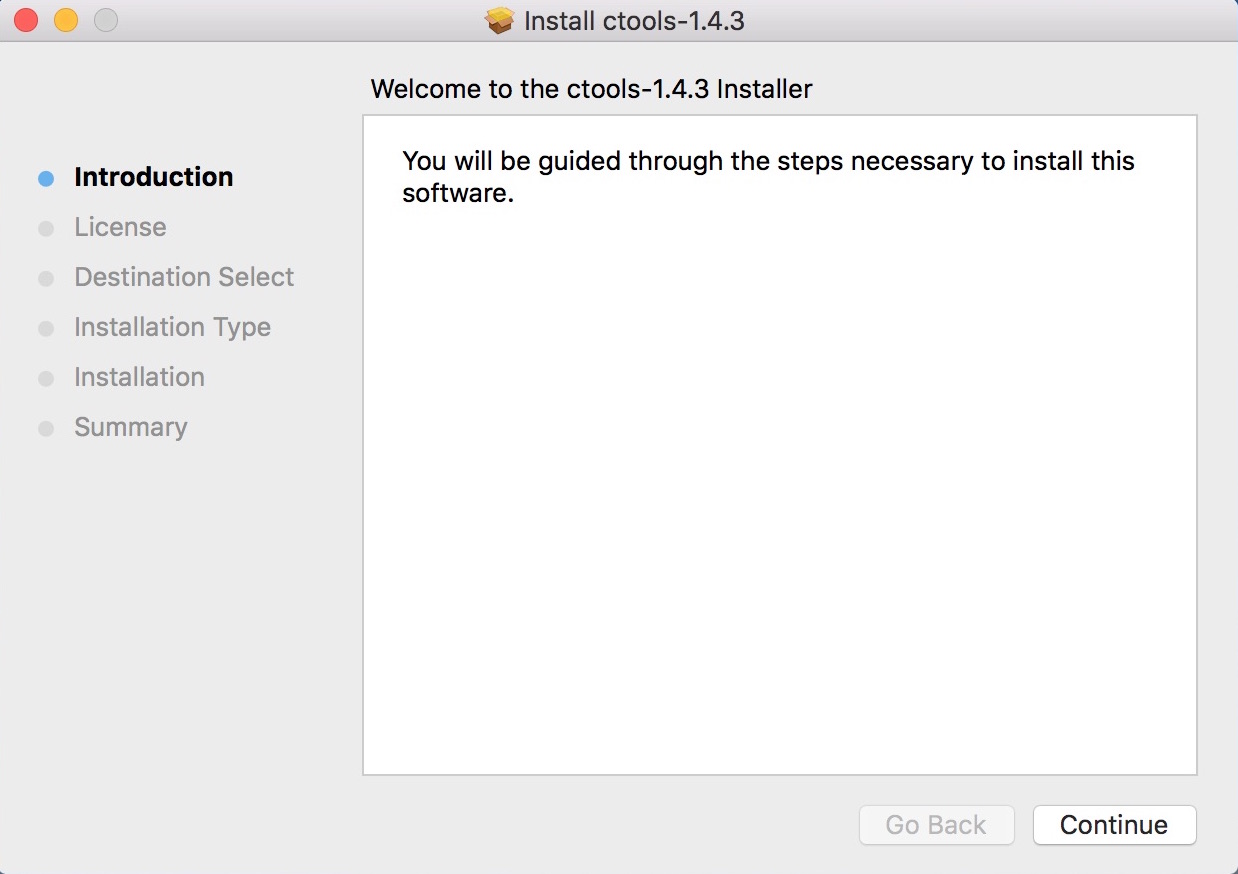 Install ctools-1.4.3
Welcome to the ctools-1.4.3 Installer
Introduction
License
Destination Select
Installation Type
Installation
Summary
You will be guided through the steps necessary to install this
software.
Go Back
Continue